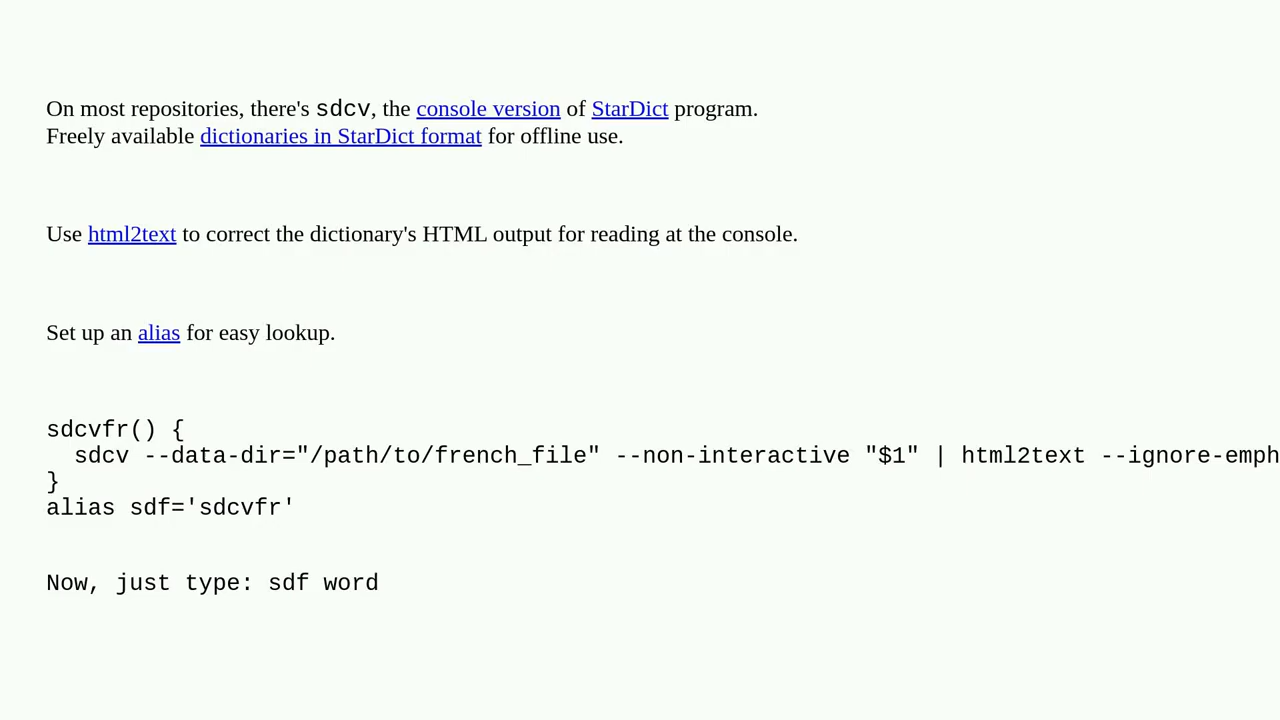 On most repositories, there's sdcv, the console version of StarDict program.
Freely available dictionaries in StarDict format for offline use.
Use html2text to correct the dictionary's HTML output for reading at the console.
Set up an alias for easy lookup.
sdcvfr() {
  sdcv --data-dir="/path/to/french_file" --non-interactive "$1" | html2text --ignore-emph
}
alias sdf='sdcvfr'
Now, just type: sdf word